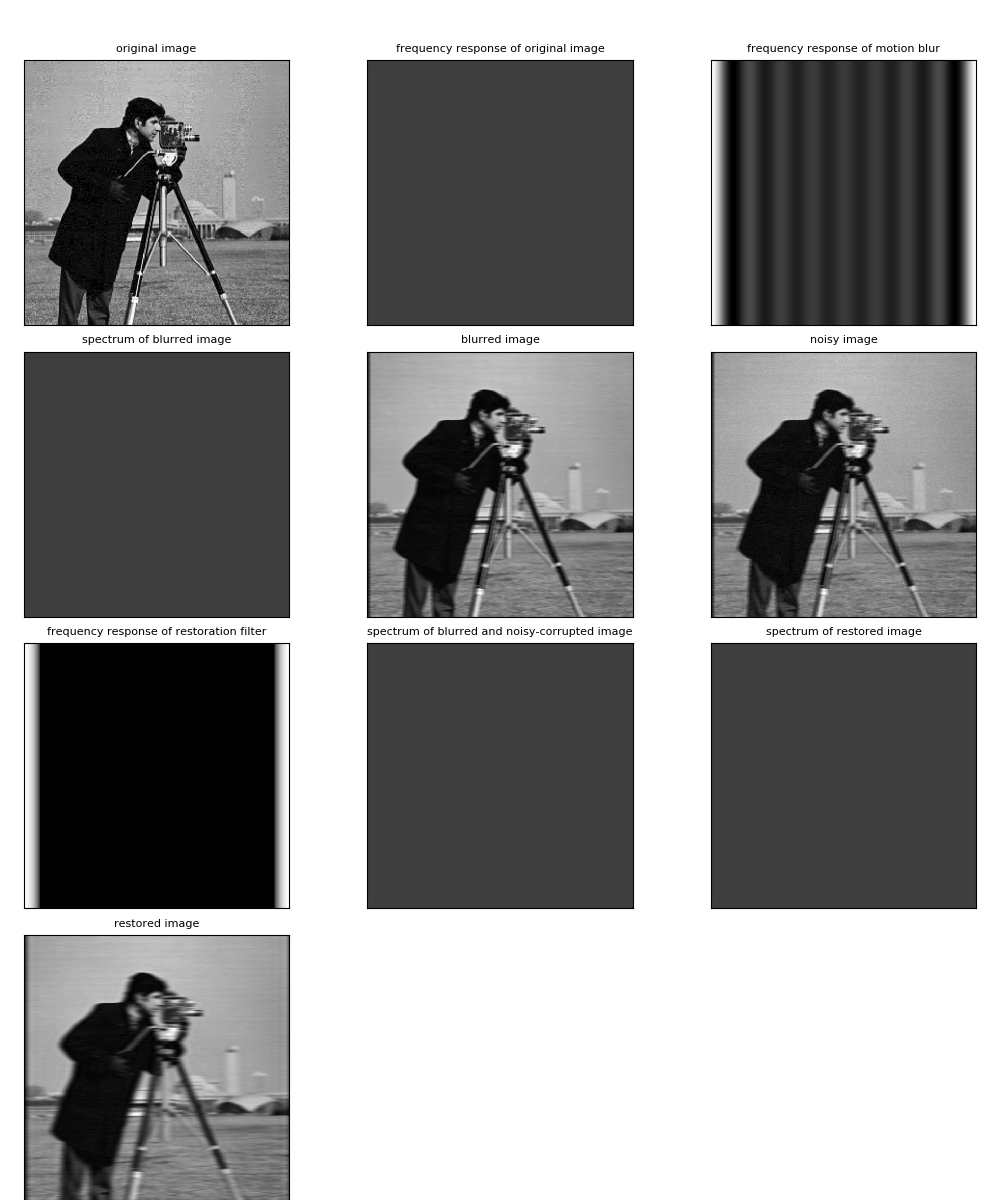 original image
frequency response of original image
frequency response of motion blur
spectrum of blurred image
blurred image
noisy image
frequency response of restoration filter
spectrum of blurred and noisy-corrupted image
spectrum of restored image
restored image